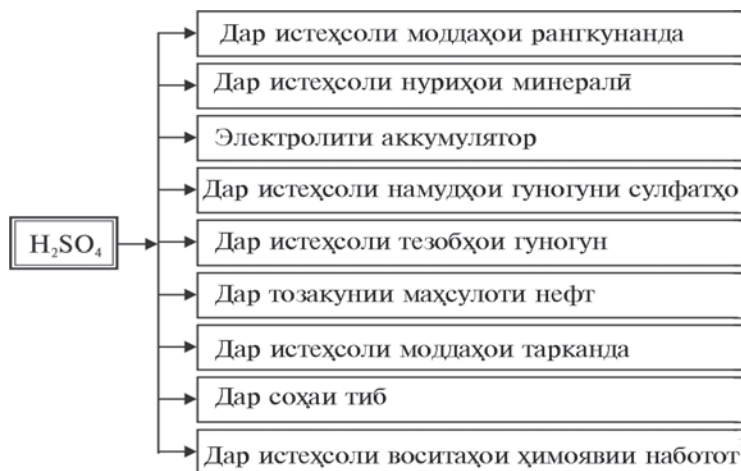 Дар истеҳсоли моддаҳои рангкунанда
Дар истеҳсоли нуриҳои минералӣ
Электролити аккумулятор
Дар истеҳсоли намудҳои гуногуни сулфатҳо
H₂SO₄
Дар истеҳсоли тезобҳои гуногун
Дар тозакунии маҳсулоти нефт
Дар истеҳсоли моддаҳои тарканда
Дар соҳаи тиб
Дар истеҳсоли воситаҳои ҳимоявии наботот